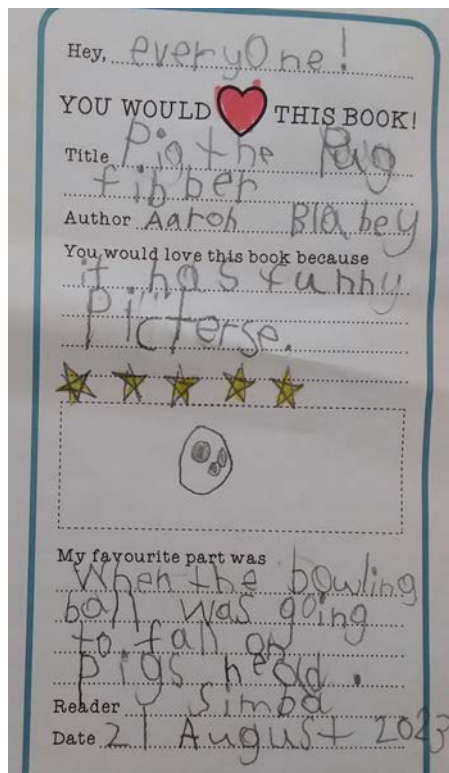 Hey, everyone!
YOU WOULD THIS BOOK!
Title Pig the Pug
fibber
Author Aaron Blabey
You would love this book because
it has funny
Picterse.
My favourite part was
When the bowling
ball was going
to fall on
pigs head.
Reader Simba
Date 21 August 2023